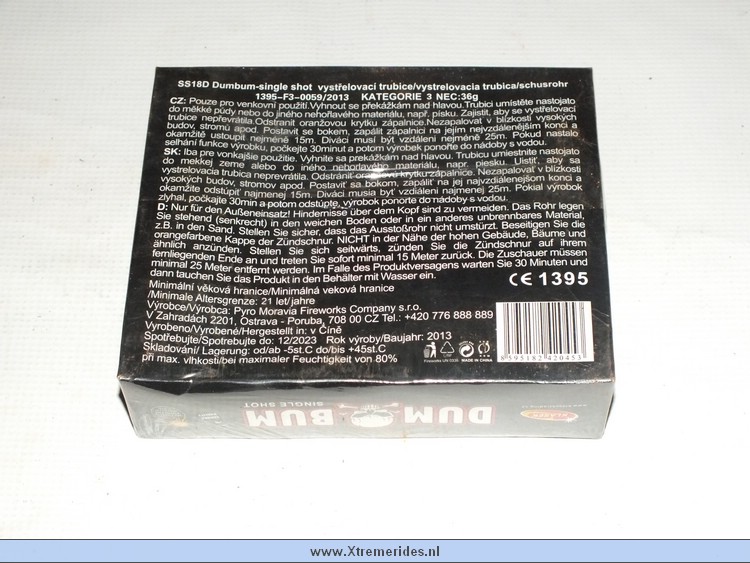 SS18D Dumbum-single shot vystřelovací trubice/vystrelovacia trubica/schusrohr
1395-F3-0059/2013 KATEGORIE 3 NEC:36g
CZ: Pouze pro venkovní použití.Vyhnout se překážkám nad hlavou.Trubici umístěte nastojato
do měkké půdy nebo do jiného nehořlavého materiálu, např. písku. Zajistit, aby se vystřelovací
trubice nepřevrátila.Odstranit oranžovou krytku zápalnice.Nezapalovat v blízkosti vysokých
budov, stromů apod. Postavit se bokem, zapálit zápalnici na jejím nejvzdálenějším konci a
okamžitě ustoupit nejméně 15m. Diváci musí být vzdáleni nejméně 25m. Pokud nastalo
selhání funkce výrobku, počkejte 30minut a potom výrobek ponořte do nádoby s vodou.
SK: Iba pre vonkajšie použitie. Vyhnite sa prekážkám nad hlavou. Trubicu umiestnite nastojato
do mekkej zeme alebo do iného nehorľavého materiálu, napr. piesku. Uistiť, aby sa
vystrelovacia trubica neprevrátila. Odstrániť oranžovú krytku zápalnice. Nezapalovať v blízkosti
vysokých budov, stromov apod. Postaviť sa bokom, zapáliť na jej najvzdialenejšom konci a
okamžite odstúpiť najmenej 15m. Diváci musia byť vzdialení najmenej 25m. Pokial výrobok
zlyhal, počkajte 30min a potom odstúpte, výrobok ponorte do nádoby s vodou.
D: Nur für den Außeneinsatz! Hindernisse über dem Kopf sind zu vermeiden. Das Rohr legen
Sie stehend (senkrecht) in den weichen Boden oder in ein anderes unbrennbares Material,
z.B. in den Sand. Stellen Sie sicher, dass das Ausstoßrohr nicht umstürzt. Beseitigen Sie die
orangefarbene Kappe der Zündschnur. NICHT in der Nähe der hohen Gebäude, Bäume und
ähnlich anzünden. Stellen Sie sich seitwärts, zünden Sie die Zündschnur auf ihrem
fernliegenden Ende an und treten Sie sofort minimal 15 Meter zurück. Die Zuschauer müssen
minimal 25 Meter entfernt werden. Im Falle des Produktversagens warten Sie 30 Minuten und
dann tauchen Sie das Produkt in den Behälter mit Wasser ein.
CE 1395
Minimální věková hranice/Minimálná veková hranice
/Minimale Altersgrenze: 21 let/jahre
Výrobce/Výrobca: Pyro Moravia Fireworks Company s.r.o.
V Zahradách 2201, Ostrava - Poruba, 708 00 CZ Tel.: +420 776 888 889
Vyrobeno/Vyrobené/Hergestellt in: v Číně
Spotřebujte/Spotrebujte do: 12/2023 Rok výroby/Baujahr: 2013
Skladování/ Lagerung: od/ab -5st.C do/bis +45st.C
při max. vlhkosti/bei maximaler Feuchtigkeit von 80%
Fireworks UN 0336
MADE IN CHINA
8 595182 420453
DUM BUM
SINGLE SHOT
www.Xtremerides.nl